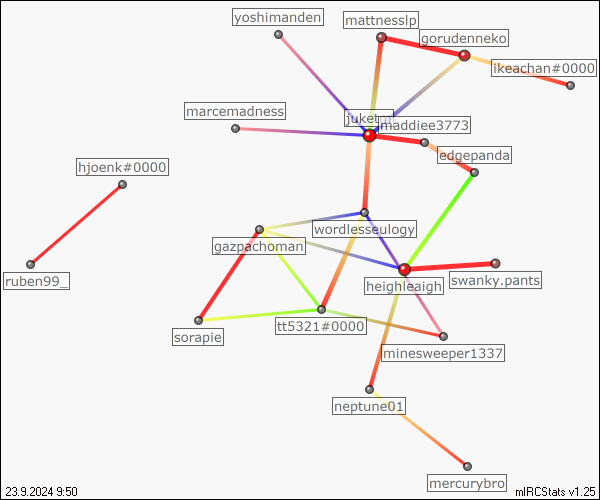 yoshimanden
mattnesslp
gorudenneko
ikeachan#0000
marcemadness
maddiee3773
edgepanda
hjoenk#0000
wordlesseulogy
gazpachoman
ruben99_
heighleaigh
swanky.pants
tt5321#0000
sorapie
minesweeper1337
neptune01
mercurybro
23.9.2024 9:50
mIRCStats v1.25